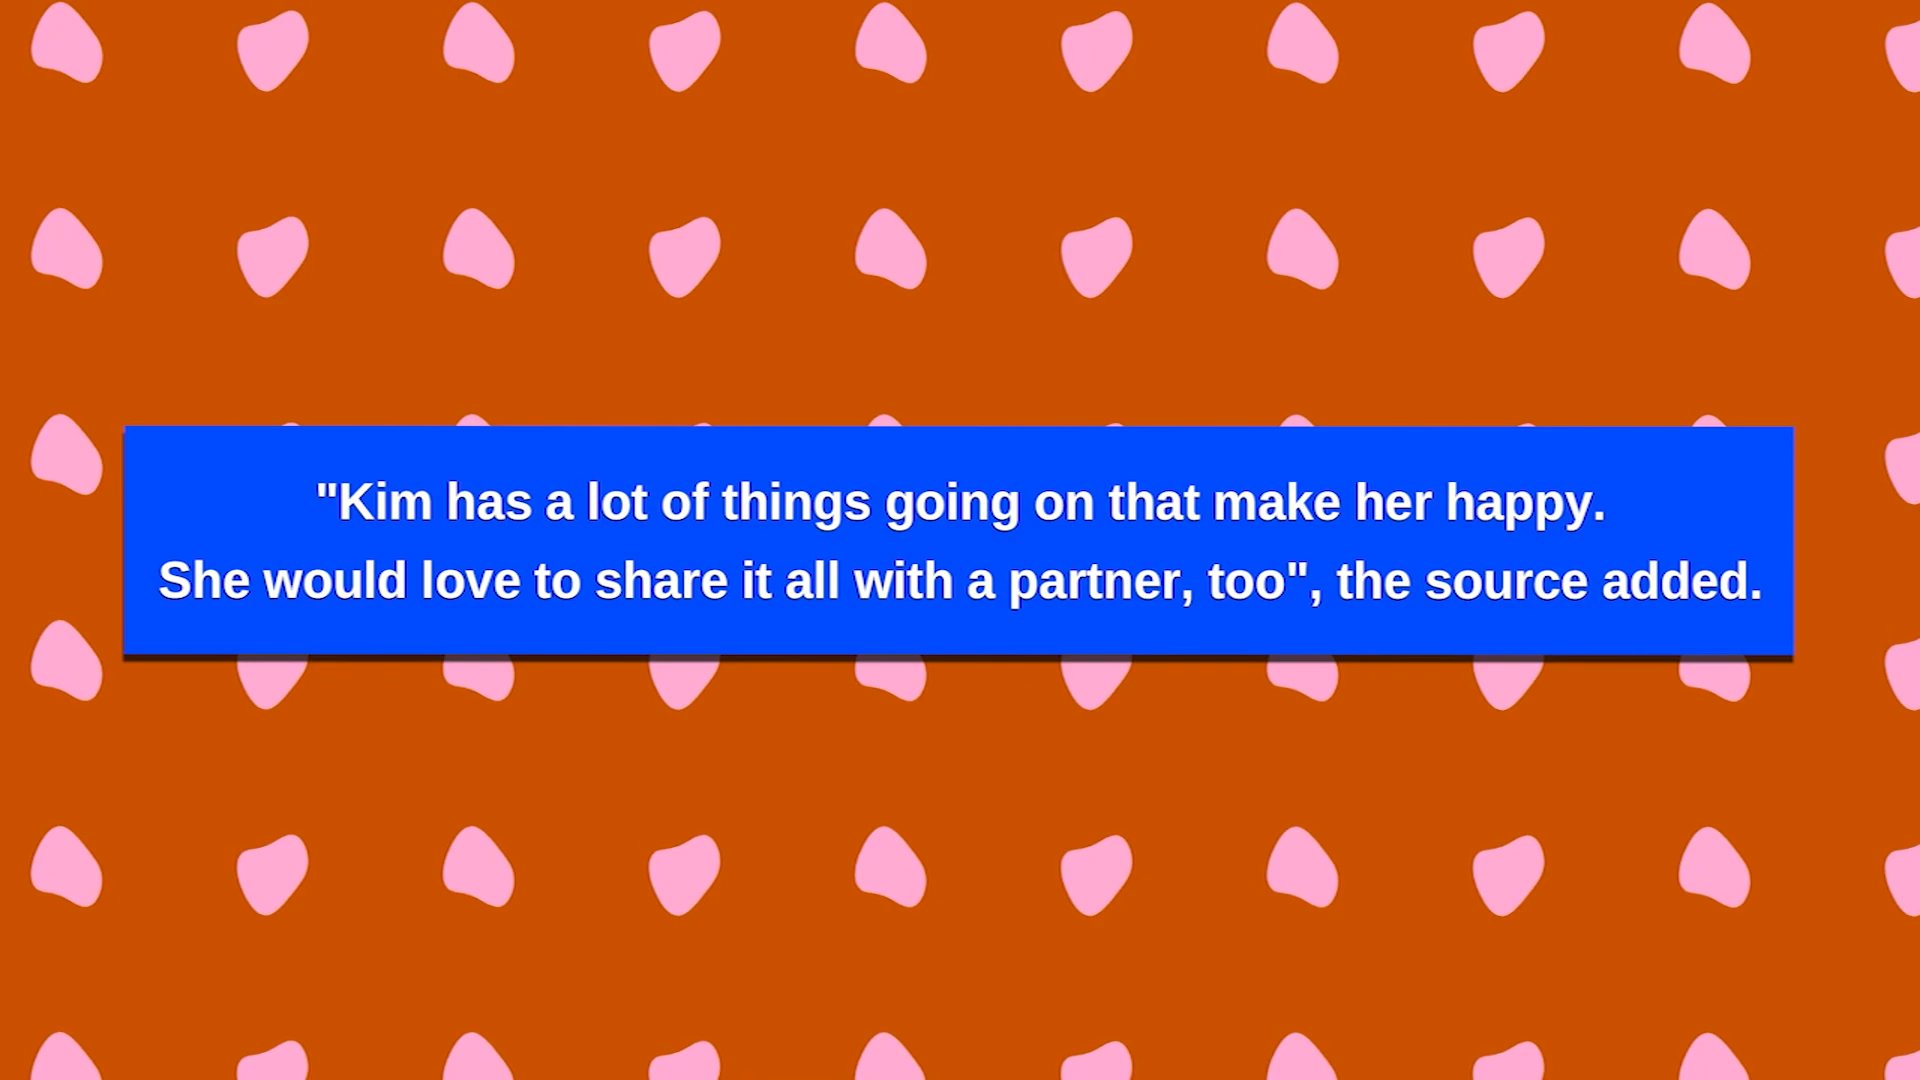 "Kim has a lot of things going on that make her happy.
She would love to share it all with a partner, too", the source added.